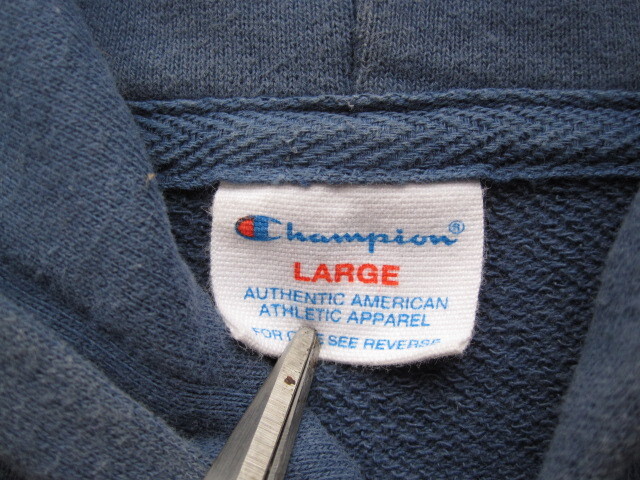 Champion®
LARGE
AUTHENTIC AMERICAN
ATHLETIC APPAREL
FOR SEE REVERSE